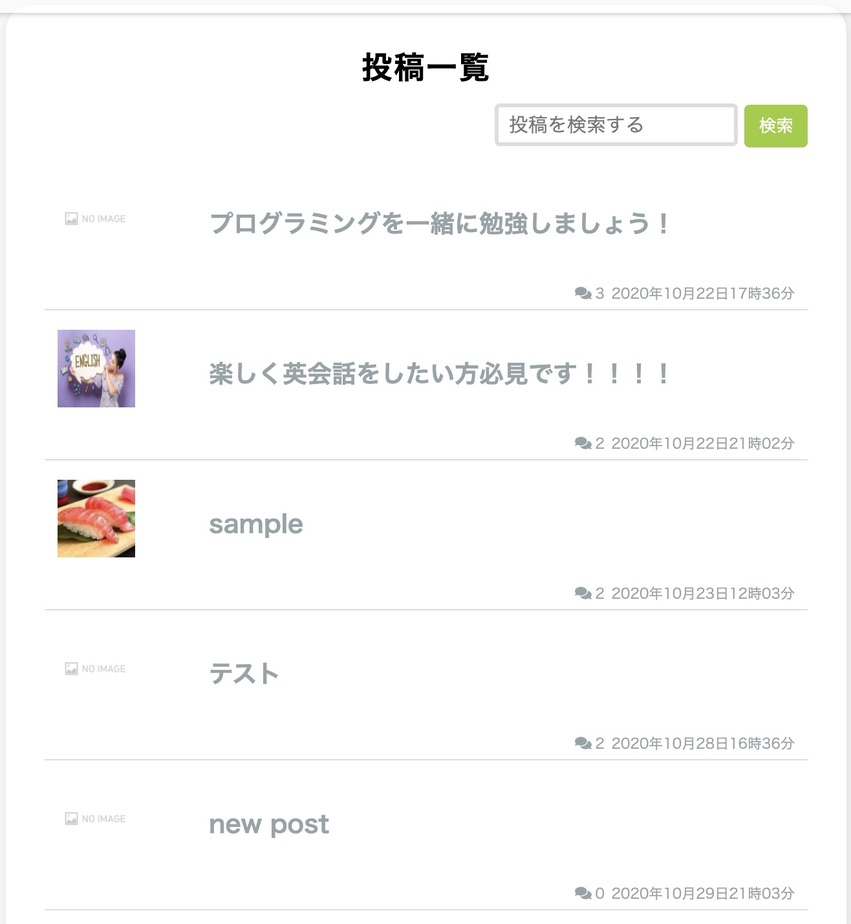 投稿一覧
投稿を検索する 検索
NO IMAGE プログラミングを一緒に勉強しましょう！
3 2020年10月22日17時36分
ENGLISH 楽しく英会話をしたい方必見です！！！！
2 2020年10月22日21時02分
sample
2 2020年10月23日12時03分
NO IMAGE テスト
2 2020年10月28日16時36分
NO IMAGE new post
0 2020年10月29日21時03分